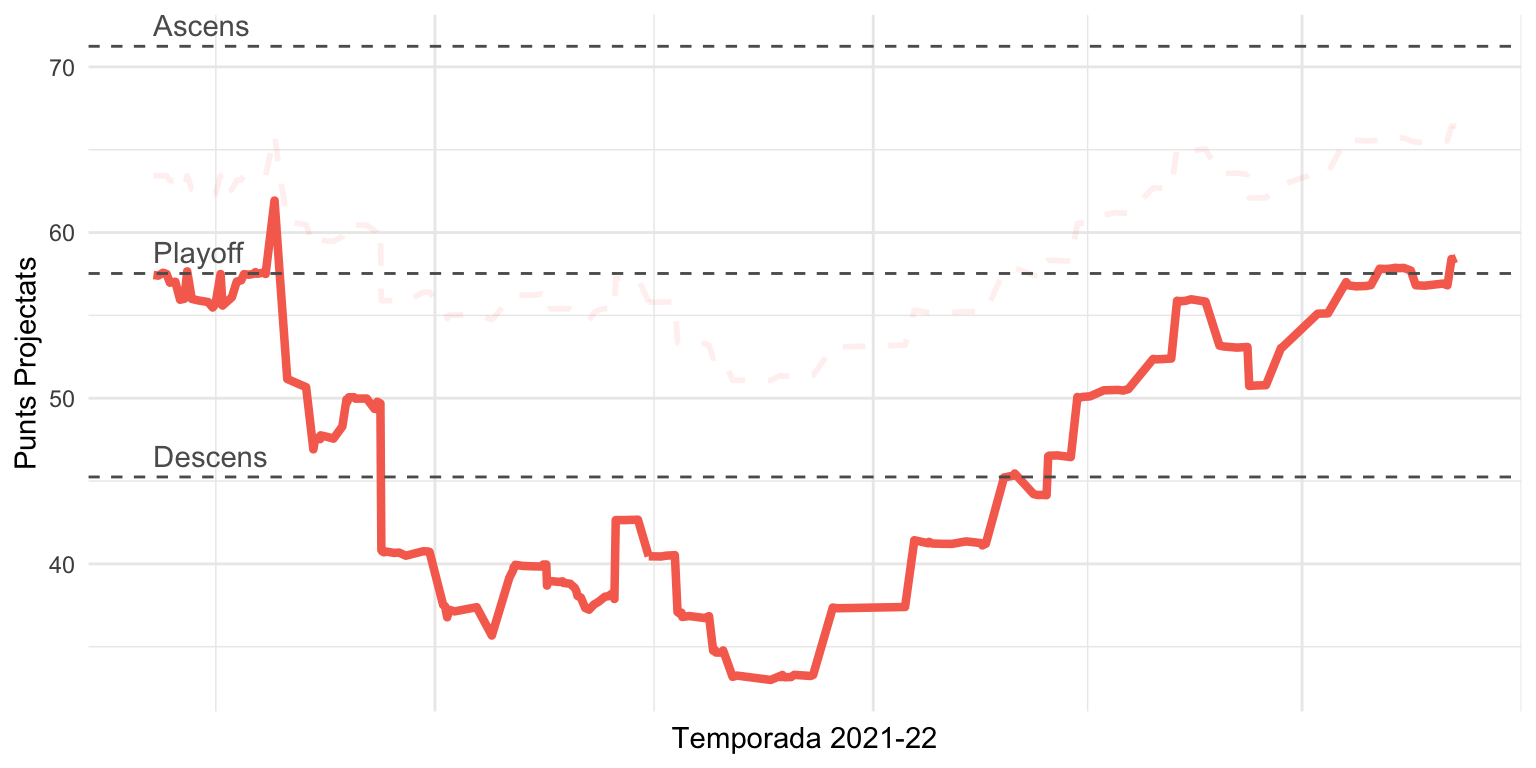 Ascens
70
60
Playoff
50
Descens
40
Punts Projectats
Temporada 2021-22